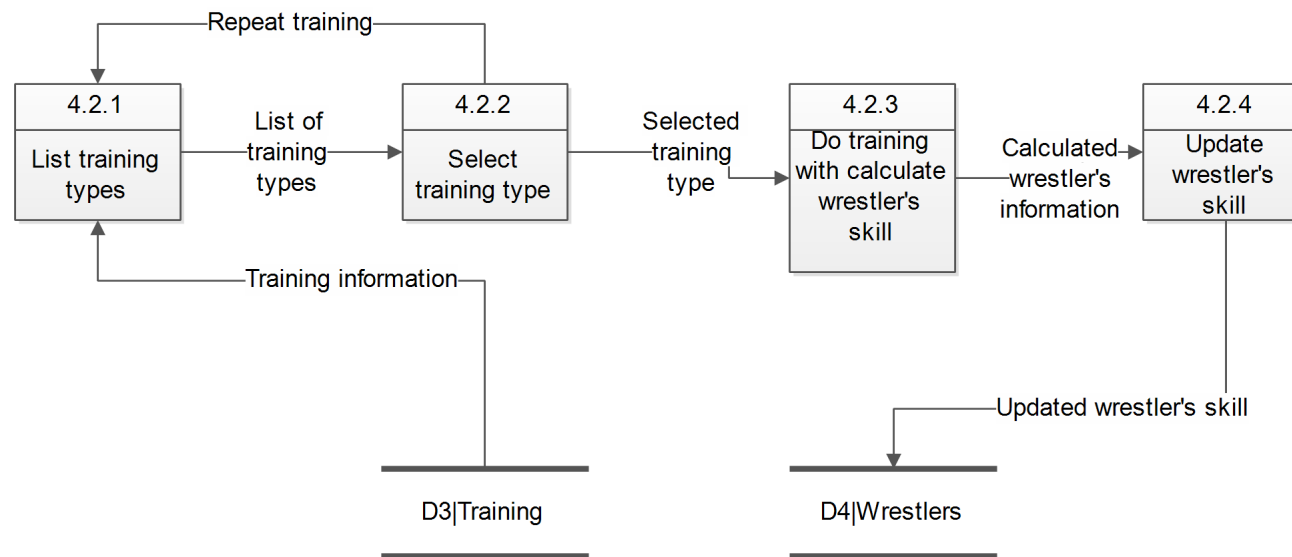 Repeat training
4.2.1
List training
types
List of
training
types
4.2.2
Select
training type
Selected
training
type
4.2.3
Do training
with calculate
wrestler's
skill
Calculated
wrestler's
information
4.2.4
Update
wrestler's
skill
Training information
Updated wrestler's skill
D3|Training
D4|Wrestlers